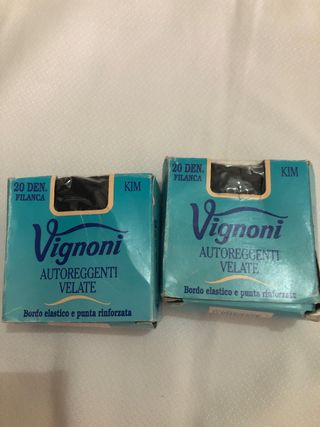 20 DEN.
FILANCA
KIM
Vignoni
AUTOREGGENTI
VELATE
Bordo elastico e punta rinforzata
20 DEN.
FILANCA
KIM
Vignoni
AUTOREGGENTI
VELATE
Bordo elastico e punta rinforzata